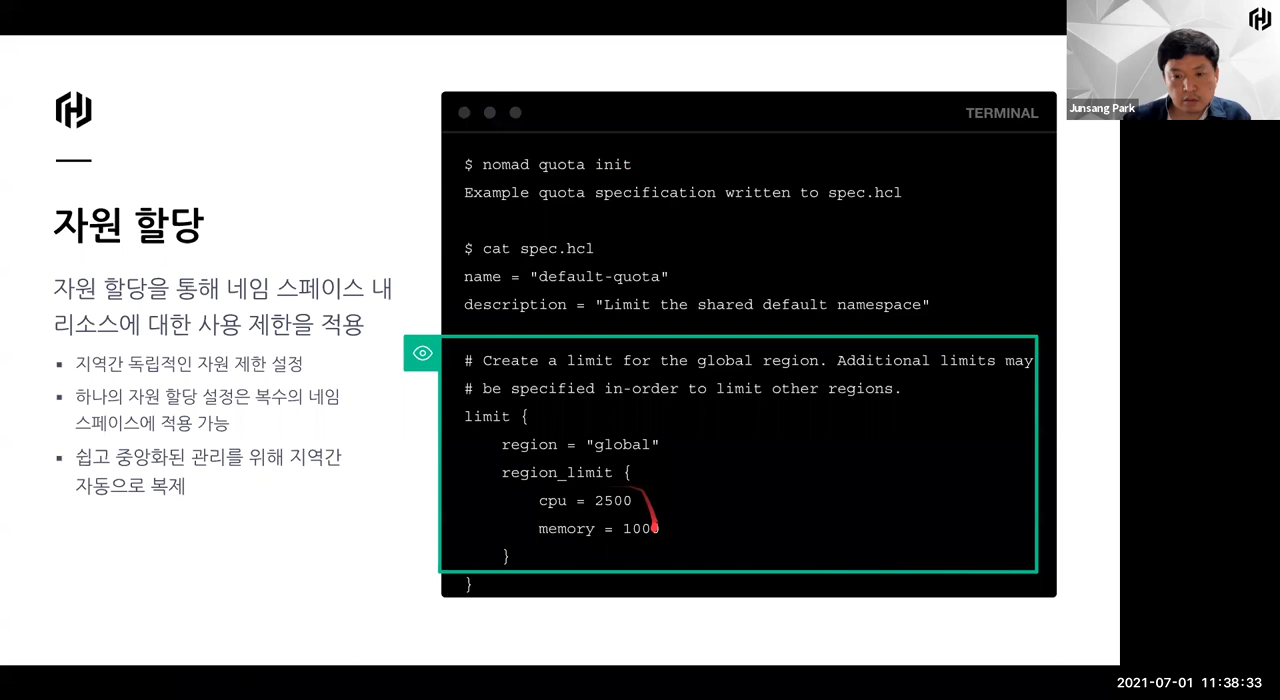 Junsang Park
자원 할당
자원 할당을 통해 네임 스페이스 내
리소스에 대한 사용 제한을 적용
▪ 지역간 독립적인 자원 제한 설정
▪ 하나의 자원 할당 설정은 복수의 네임
스페이스에 적용 가능
▪ 쉽고 중앙화된 관리를 위해 지역간
자동으로 복제
TERMINAL
$ nomad quota init
Example quota specification written to spec.hcl
$ cat spec.hcl
name = "default-quota"
description = "Limit the shared default namespace"
# Create a limit for the global region. Additional limits may
# be specified in-order to limit other regions.
limit {
region = "global"
region_limit {
cpu = 2500
memory = 1000
}
}
2021-07-01 11:38:33